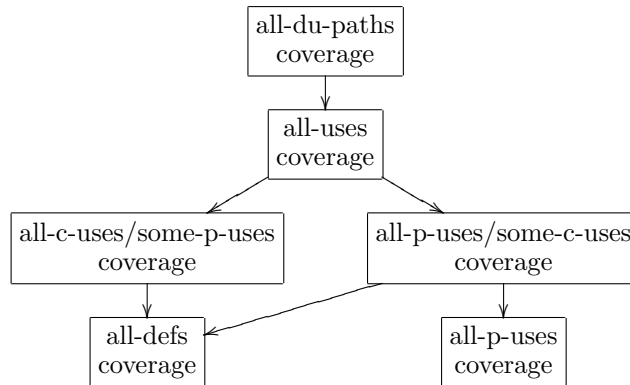 all-du-paths
coverage
all-uses
coverage
all-c-uses/some-p-uses
coverage
all-p-uses/some-c-uses
coverage
all-defs
coverage
all-p-uses
coverage